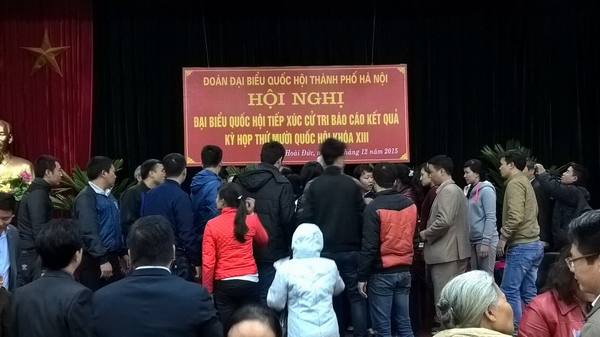 ĐOÀN ĐẠI BIỂU QUỐC HỘI THÀNH PHỐ HÀ NỘI
HỘI NGHỊ
ĐẠI BIỂU QUỐC HỘI TIẾP XÚC CỬ TRI BÁO CÁO KẾT QUẢ
KỲ HỌP THỨ MƯỜI QUỐC HỘI KHÓA XIII
Hoài Đức, 12 năm 2015